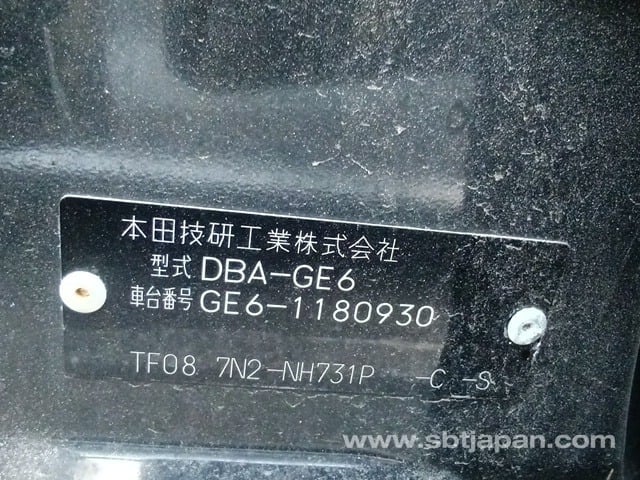 本田技研工業株式会社
型式 DBA-GE6
車台番号 GE6-1180930
TF08 7N2-NH731P -C -S
www.sbtjapan.com